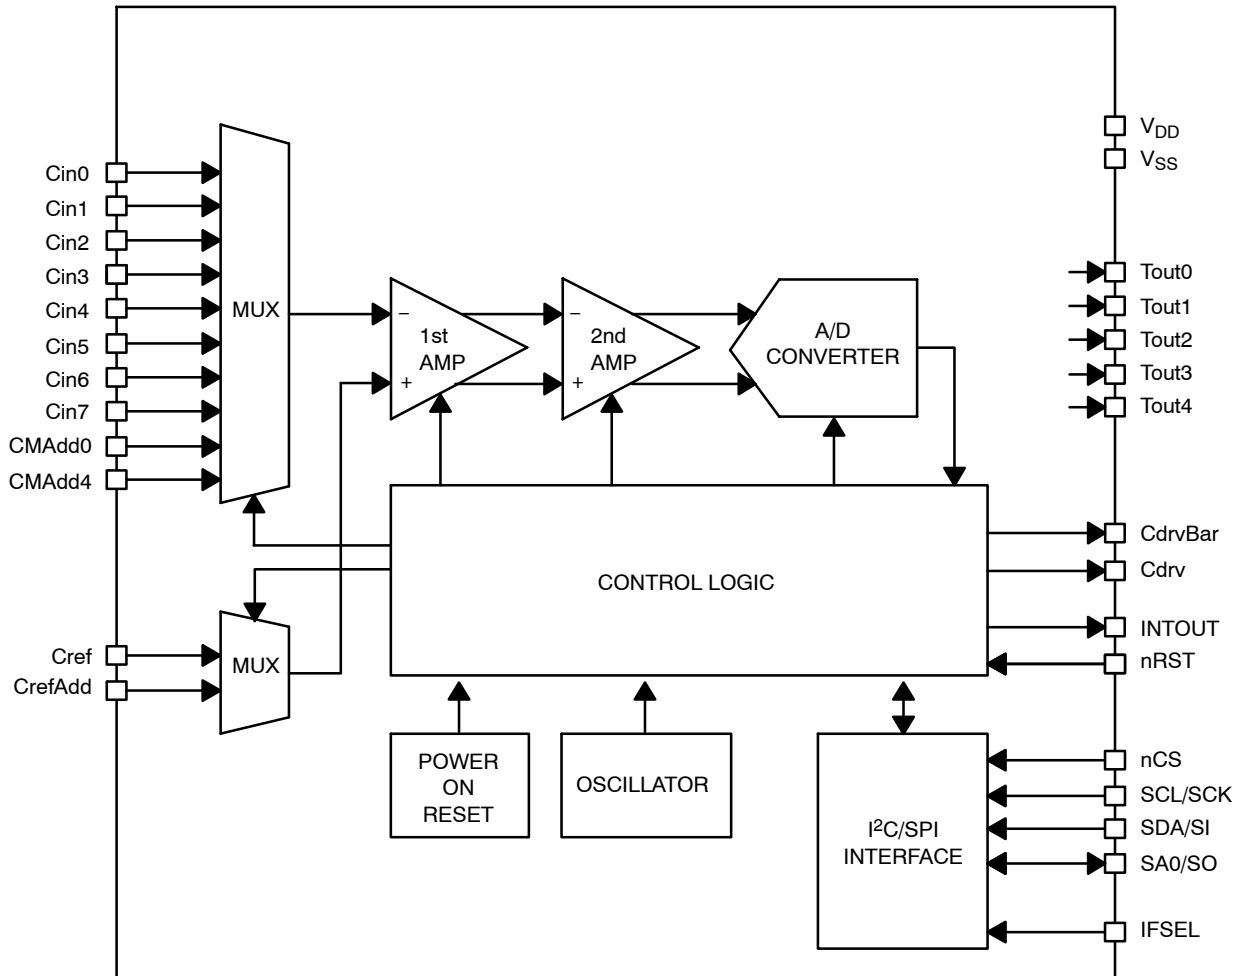 Cin0
Cin1
Cin2
Cin3
Cin4
Cin5
Cin6
Cin7
CMAdd0
CMAdd4
MUX
− 1st AMP +
− 2nd AMP +
A/D
CONVERTER
V_DD
V_SS
Tout0
Tout1
Tout2
Tout3
Tout4
CONTROL LOGIC
CdrvBar
Cdrv
INTOUT
nRST
Cref
CrefAdd
MUX
POWER
ON
RESET
OSCILLATOR
I²C/SPI
INTERFACE
nCS
SCL/SCK
SDA/SI
SA0/SO
IFSEL